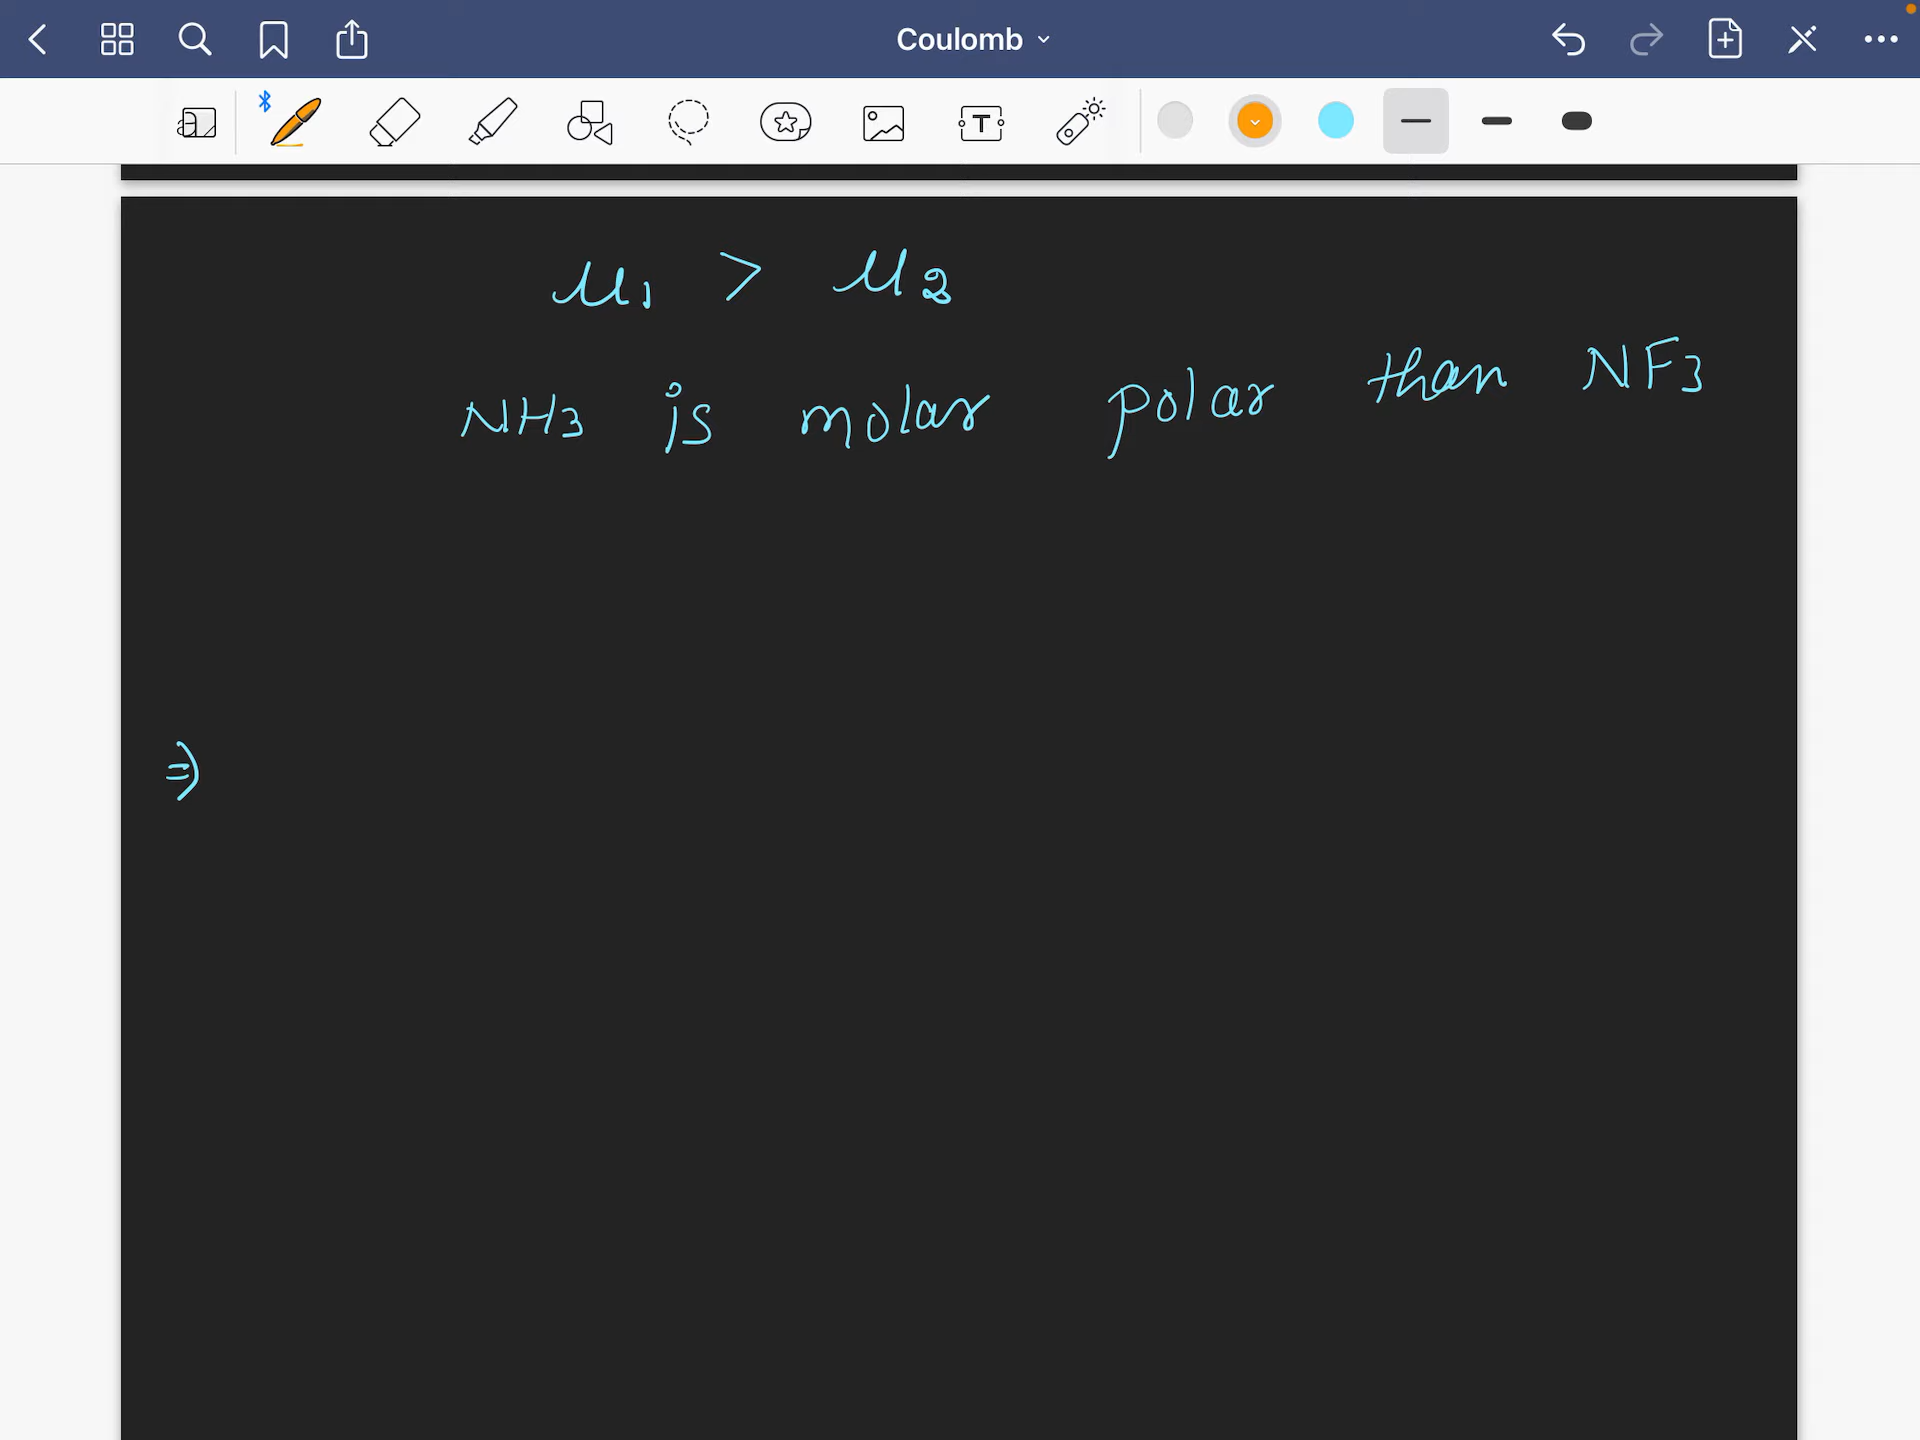 Coulomb
μ₁ > μ₂
NH₃ is molar polar than NF₃
⇒